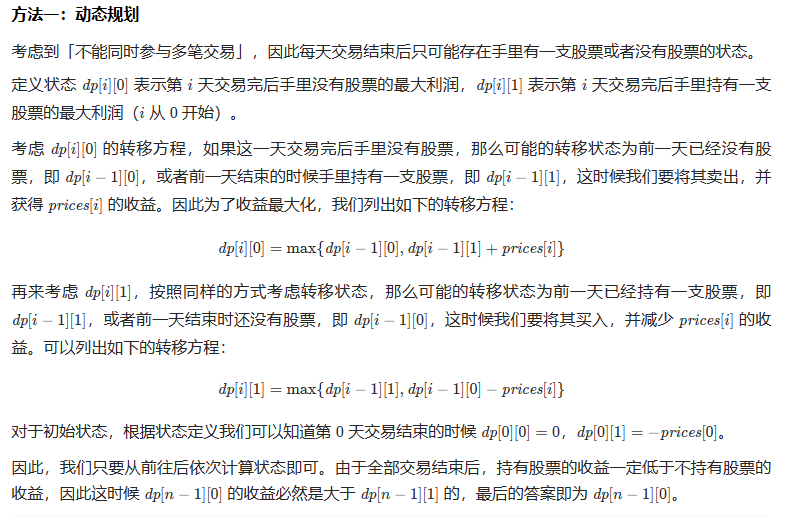 方法一：动态规划
考虑到「不能同时参与多笔交易」，因此每天交易结束后只可能存在手里有一支股票或者没有股票的状态。
定义状态 dp[i][0] 表示第 i 天交易完后手里没有股票的最大利润，dp[i][1] 表示第 i 天交易完后手里持有一支
股票的最大利润（i 从 0 开始）。
考虑 dp[i][0] 的转移方程，如果这一天交易完后手里没有股票，那么可能的转移状态为前一天已经没有股
票，即 dp[i − 1][0]，或者前一天结束的时候手里持有一支股票，即 dp[i − 1][1]，这时候我们要将其卖出，并
获得 prices[i] 的收益。因此为了收益最大化，我们列出如下的转移方程：
dp[i][0] = max{dp[i − 1][0], dp[i − 1][1] + prices[i]}
再来考虑 dp[i][1]，按照同样的方式考虑转移状态，那么可能的转移状态为前一天已经持有一支股票，即
dp[i − 1][1]，或者前一天结束时还没有股票，即 dp[i − 1][0]，这时候我们要将其买入，并减少 prices[i] 的收
益。可以列出如下的转移方程：
dp[i][1] = max{dp[i − 1][1], dp[i − 1][0] − prices[i]}
对于初始状态，根据状态定义我们可以知道第 0 天交易结束的时候 dp[0][0] = 0，dp[0][1] = −prices[0]。
因此，我们只要从前往后依次计算状态即可。由于全部交易结束后，持有股票的收益一定低于不持有股票的
收益，因此这时候 dp[n − 1][0] 的收益必然是大于 dp[n − 1][1] 的，最后的答案即为 dp[n − 1][0]。